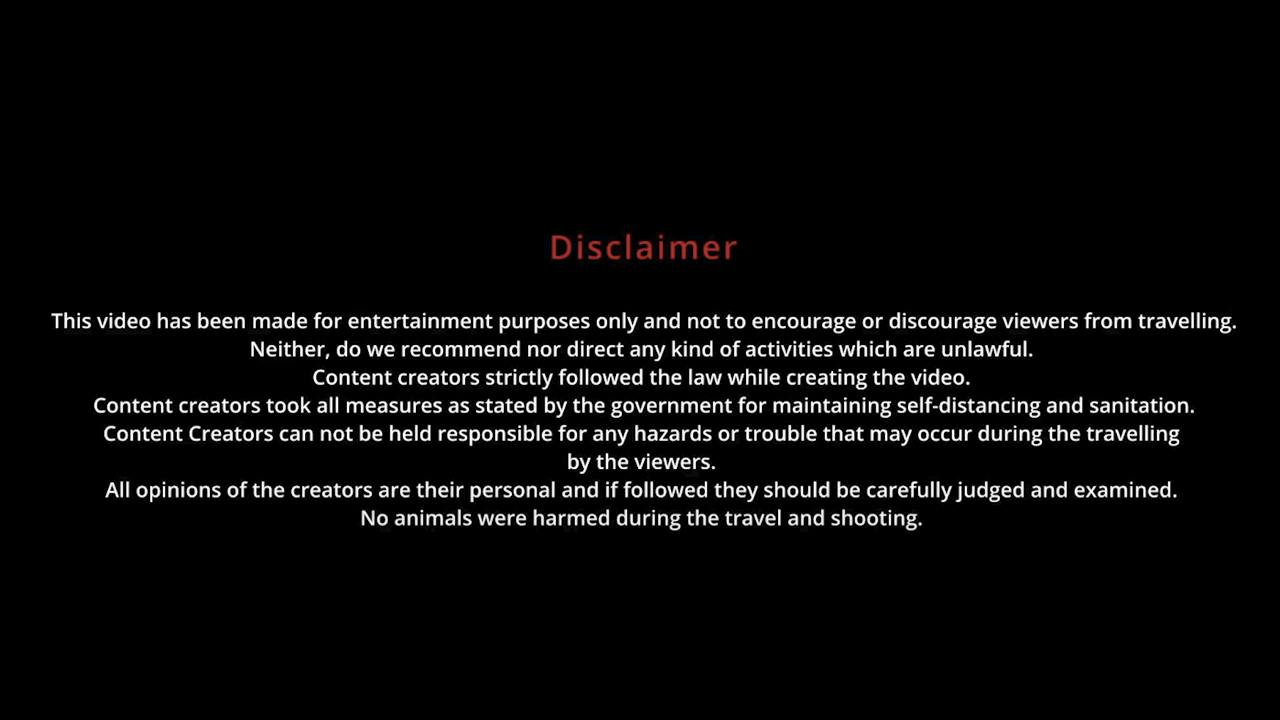 Disclaimer
This video has been made for entertainment purposes only and not to encourage or discourage viewers from travelling.
Neither, do we recommend nor direct any kind of activities which are unlawful.
Content creators strictly followed the law while creating the video.
Content creators took all measures as stated by the government for maintaining self-distancing and sanitation.
Content Creators can not be held responsible for any hazards or trouble that may occur during the travelling
by the viewers.
All opinions of the creators are their personal and if followed they should be carefully judged and examined.
No animals were harmed during the travel and shooting.